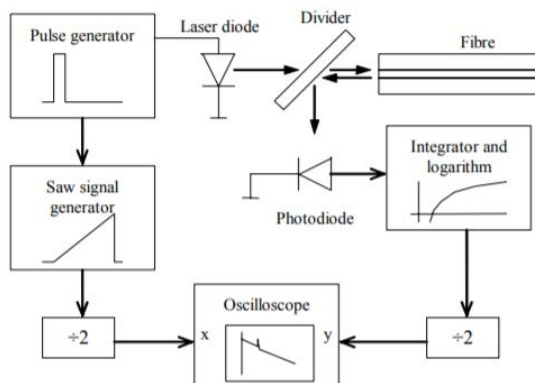 Pulse generator
Laser diode
Divider
Fibre
Saw signal
generator
Photodiode
Integrator and
logarithm
÷2
x
Oscilloscope
y
÷2